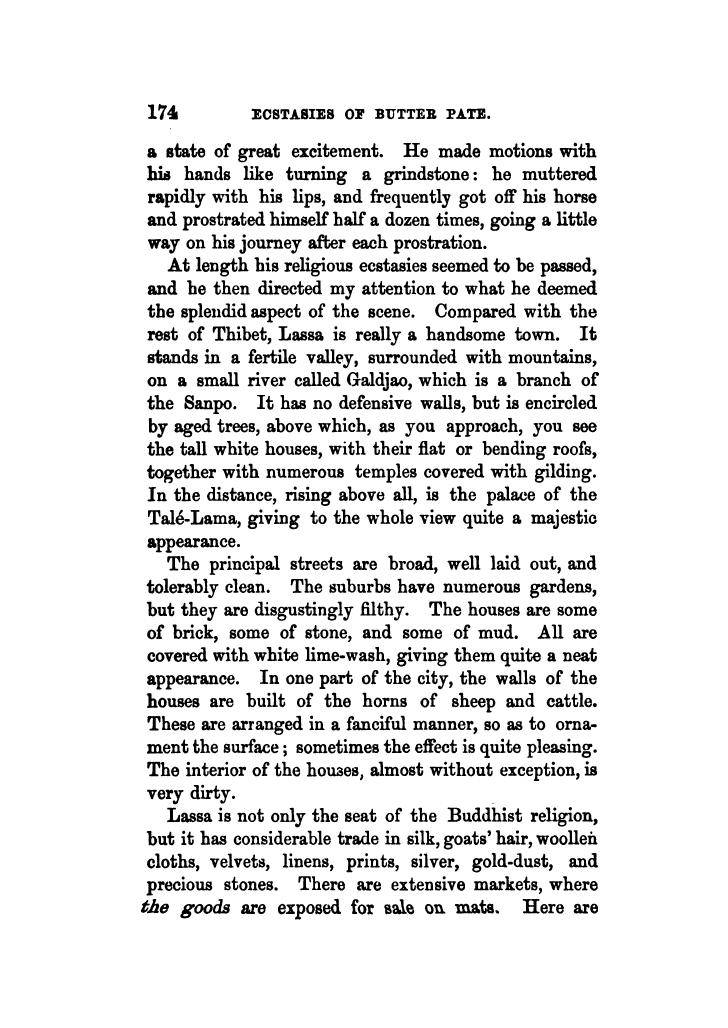 174 ECSTASIES OF BUTTER PATE.
a state of great excitement. He made motions with
his hands like turning a grindstone: he muttered
rapidly with his lips, and frequently got off his horse
and prostrated himself half a dozen times, going a little
way on his journey after each prostration.
At length his religious ecstasies seemed to be passed,
and he then directed my attention to what he deemed
the splendid aspect of the scene. Compared with the
rest of Thibet, Lassa is really a handsome town. It
stands in a fertile valley, surrounded with mountains,
on a small river called Galdjao, which is a branch of
the Sanpo. It has no defensive walls, but is encircled
by aged trees, above which, as you approach, you see
the tall white houses, with their flat or bending roofs,
together with numerous temples covered with gilding.
In the distance, rising above all, is the palace of the
Talé-Lama, giving to the whole view quite a majestic
appearance.
The principal streets are broad, well laid out, and
tolerably clean. The suburbs have numerous gardens,
but they are disgustingly filthy. The houses are some
of brick, some of stone, and some of mud. All are
covered with white lime-wash, giving them quite a neat
appearance. In one part of the city, the walls of the
houses are built of the horns of sheep and cattle.
These are arranged in a fanciful manner, so as to orna-
ment the surface; sometimes the effect is quite pleasing.
The interior of the houses, almost without exception, is
very dirty.
Lassa is not only the seat of the Buddhist religion,
but it has considerable trade in silk, goats' hair, woollen
cloths, velvets, linens, prints, silver, gold-dust, and
precious stones. There are extensive markets, where
the goods are exposed for sale on mats. Here are